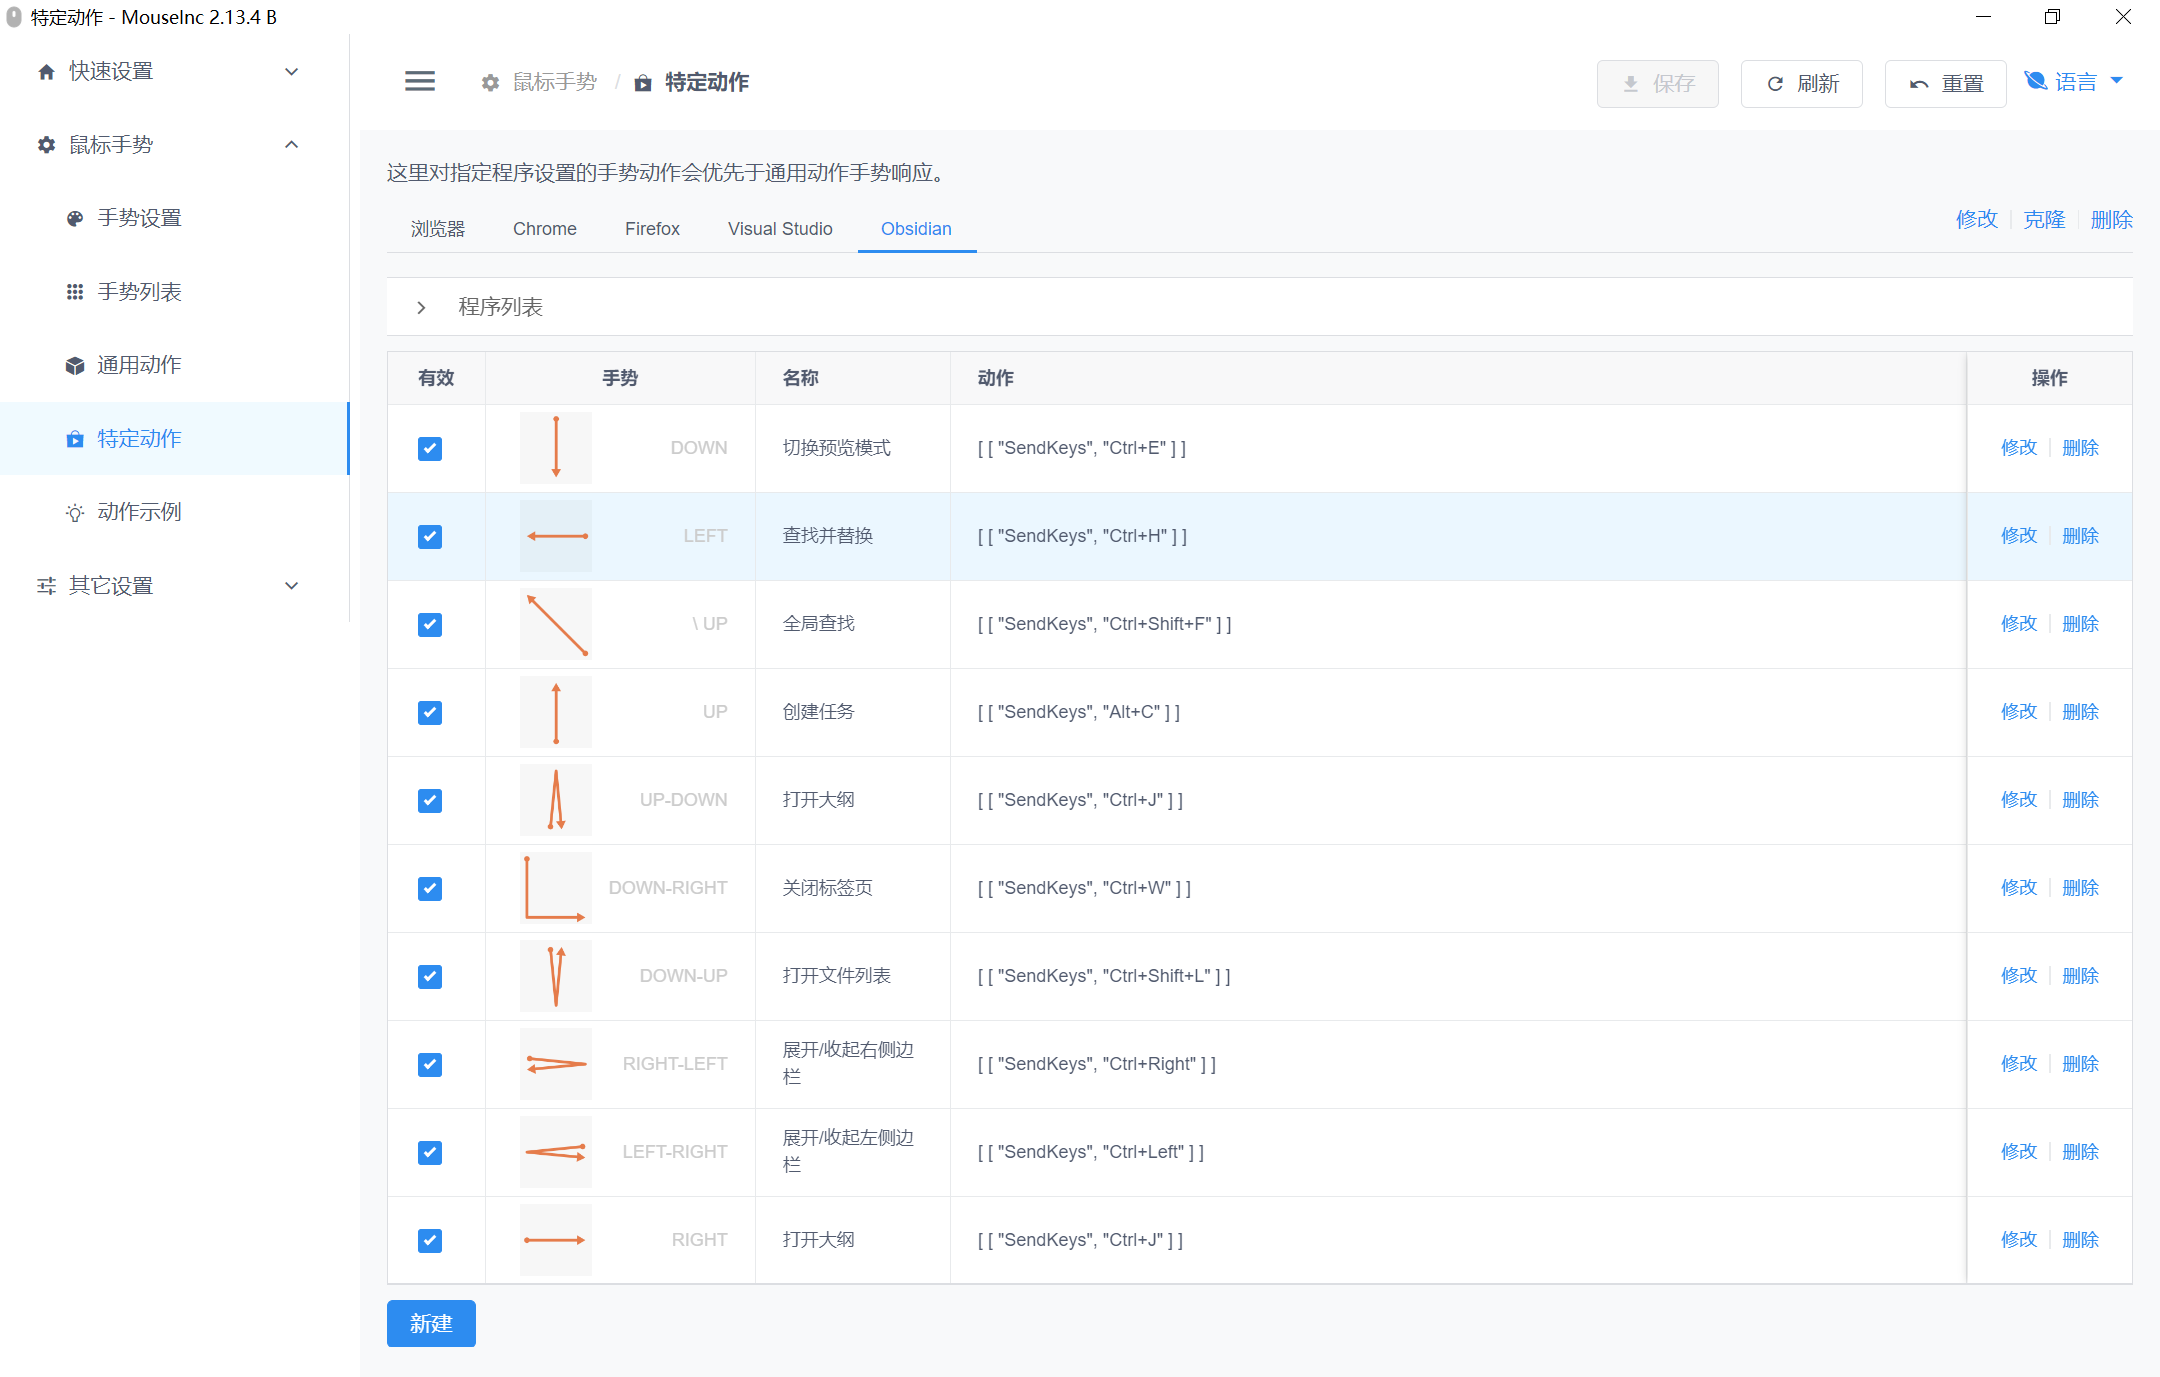 特定动作 - MouseInc 2.13.4 B
快速设置
鼠标手势
手势设置
手势列表
通用动作
特定动作
动作示例
其它设置
鼠标手势 / 特定动作
保存 刷新 重置 语言
这里对指定程序设置的手势动作会优先于通用动作手势响应。
浏览器 Chrome Firefox Visual Studio Obsidian 修改 克隆 删除
程序列表
有效 手势 名称 动作 操作
DOWN 切换预览模式 [ [ "SendKeys", "Ctrl+E" ] ] 修改 删除
LEFT 查找并替换 [ [ "SendKeys", "Ctrl+H" ] ] 修改 删除
\ UP 全局查找 [ [ "SendKeys", "Ctrl+Shift+F" ] ] 修改 删除
UP 创建任务 [ [ "SendKeys", "Alt+C" ] ] 修改 删除
UP-DOWN 打开大纲 [ [ "SendKeys", "Ctrl+J" ] ] 修改 删除
DOWN-RIGHT 关闭标签页 [ [ "SendKeys", "Ctrl+W" ] ] 修改 删除
DOWN-UP 打开文件列表 [ [ "SendKeys", "Ctrl+Shift+L" ] ] 修改 删除
RIGHT-LEFT 展开/收起右侧边
栏 [ [ "SendKeys", "Ctrl+Right" ] ] 修改 删除
LEFT-RIGHT 展开/收起左侧边
栏 [ [ "SendKeys", "Ctrl+Left" ] ] 修改 删除
RIGHT 打开大纲 [ [ "SendKeys", "Ctrl+J" ] ] 修改 删除
新建